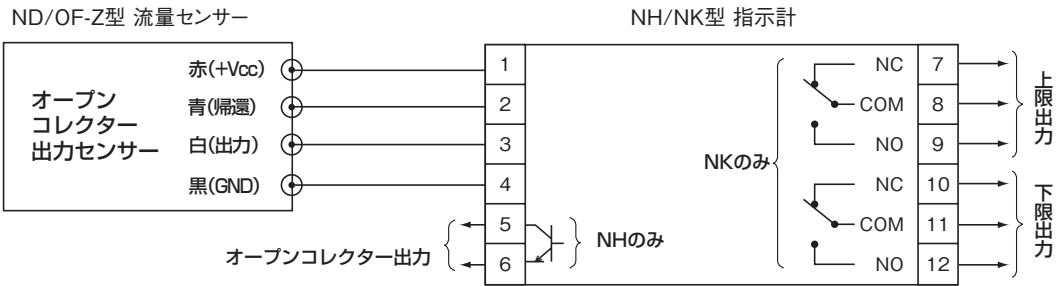 ND/OF-Z型 流量センサー
NH/NK型 指示計
オープン
コレクター
出力センサー
赤(+Vcc)
青(帰還)
白(出力)
黒(GND)
1
2
3
4
5
6
オープンコレクター出力
NHのみ
NKのみ
NC
COM
NO
NC
COM
NO
7
8
9
10
11
12
上限出力
下限出力